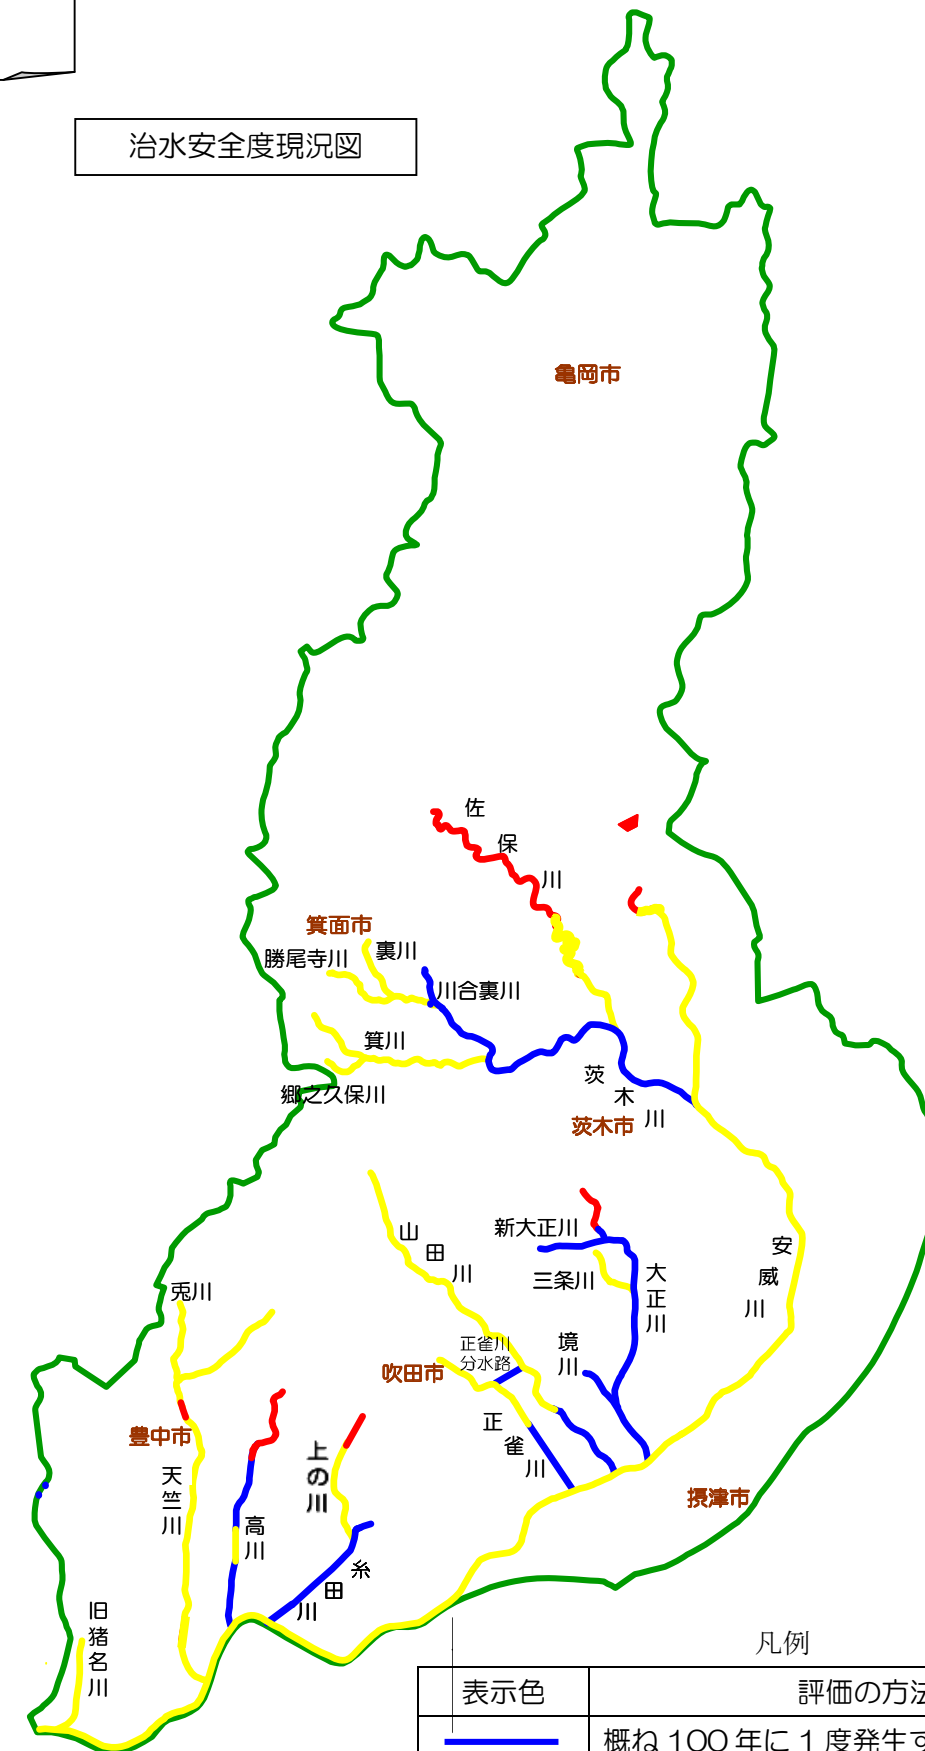 治水安全度現況図
亀岡市
佐保川
箕面市
勝尾寺川
裏川
川合裏川
箕川
郷之久保川
茨木川
茨木市
山田川
新大正川
三条川
大正川
安威川
兎川
正雀川
分水路
境川
吹田市
正雀川
豊中市
天竺川
上の川
高川
摂津市
糸田川
旧猪名川
凡例
表示色
評価の方法
概ね100年に1度発生す